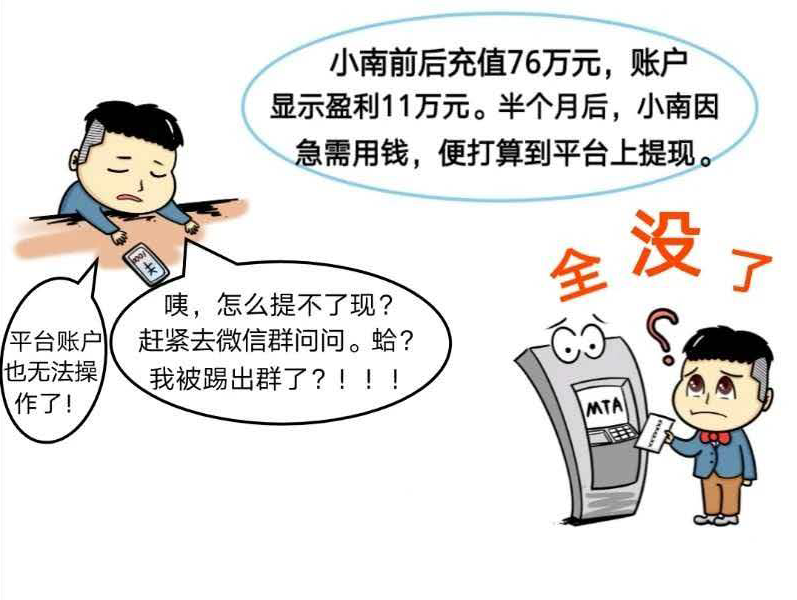 小南前后充值76万元，账户
显示盈利11万元。半个月后，小南因
急需用钱，便打算到平台上提现。
全没了
平台账户
也无法操
作了！
咦，怎么提不了现？
赶紧去微信群问问。蛤？
我被踢出群了？！！！
MTA